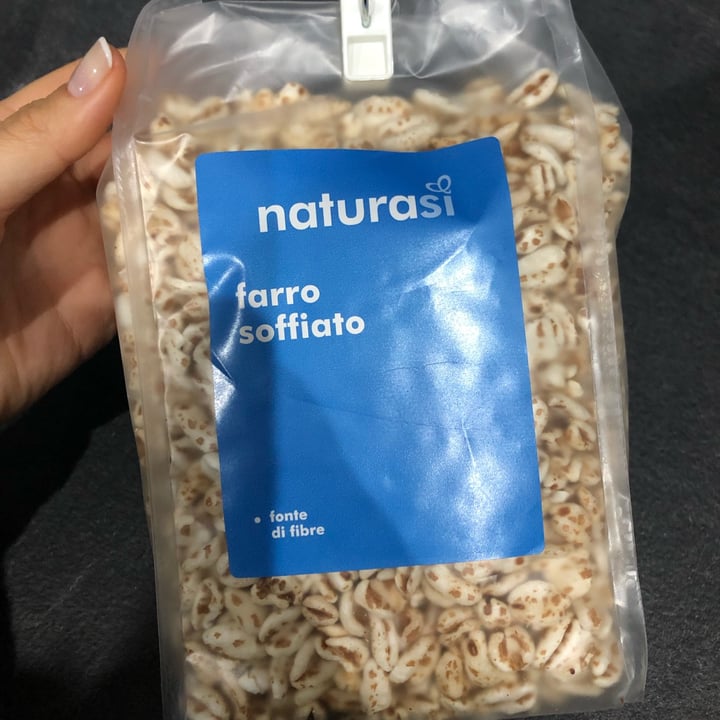 naturasì
farro
soffiato
• fonte
di fibre